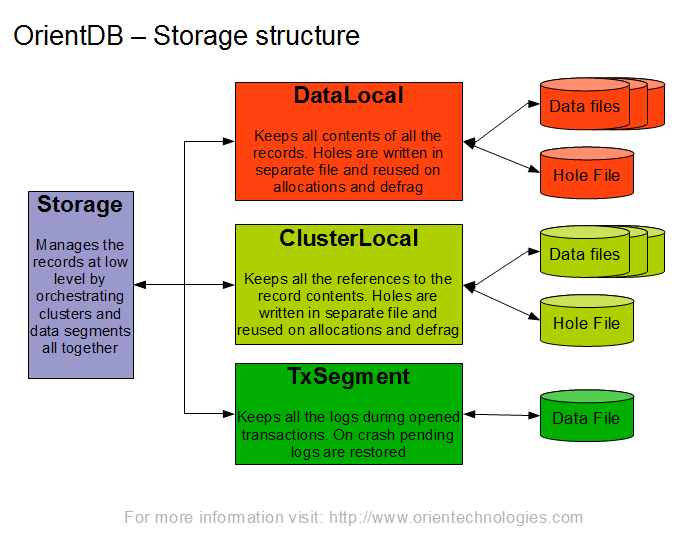 OrientDB – Storage structure
DataLocal
Keeps all contents of all the
records. Holes are written in
separate file and reused on
allocations and defrag
Data files
Hole File
Storage
Manages the
records at low
level by
orchestrating
clusters and
data segments
all together
ClusterLocal
Keeps all the references to the
record contents. Holes are
written in separate file and
reused on allocations and defrag
Data files
Hole File
TxSegment
Keeps all the logs during opened
transactions. On crash pending
logs are restored
Data File
For more information visit: http://www.orientechnologies.com